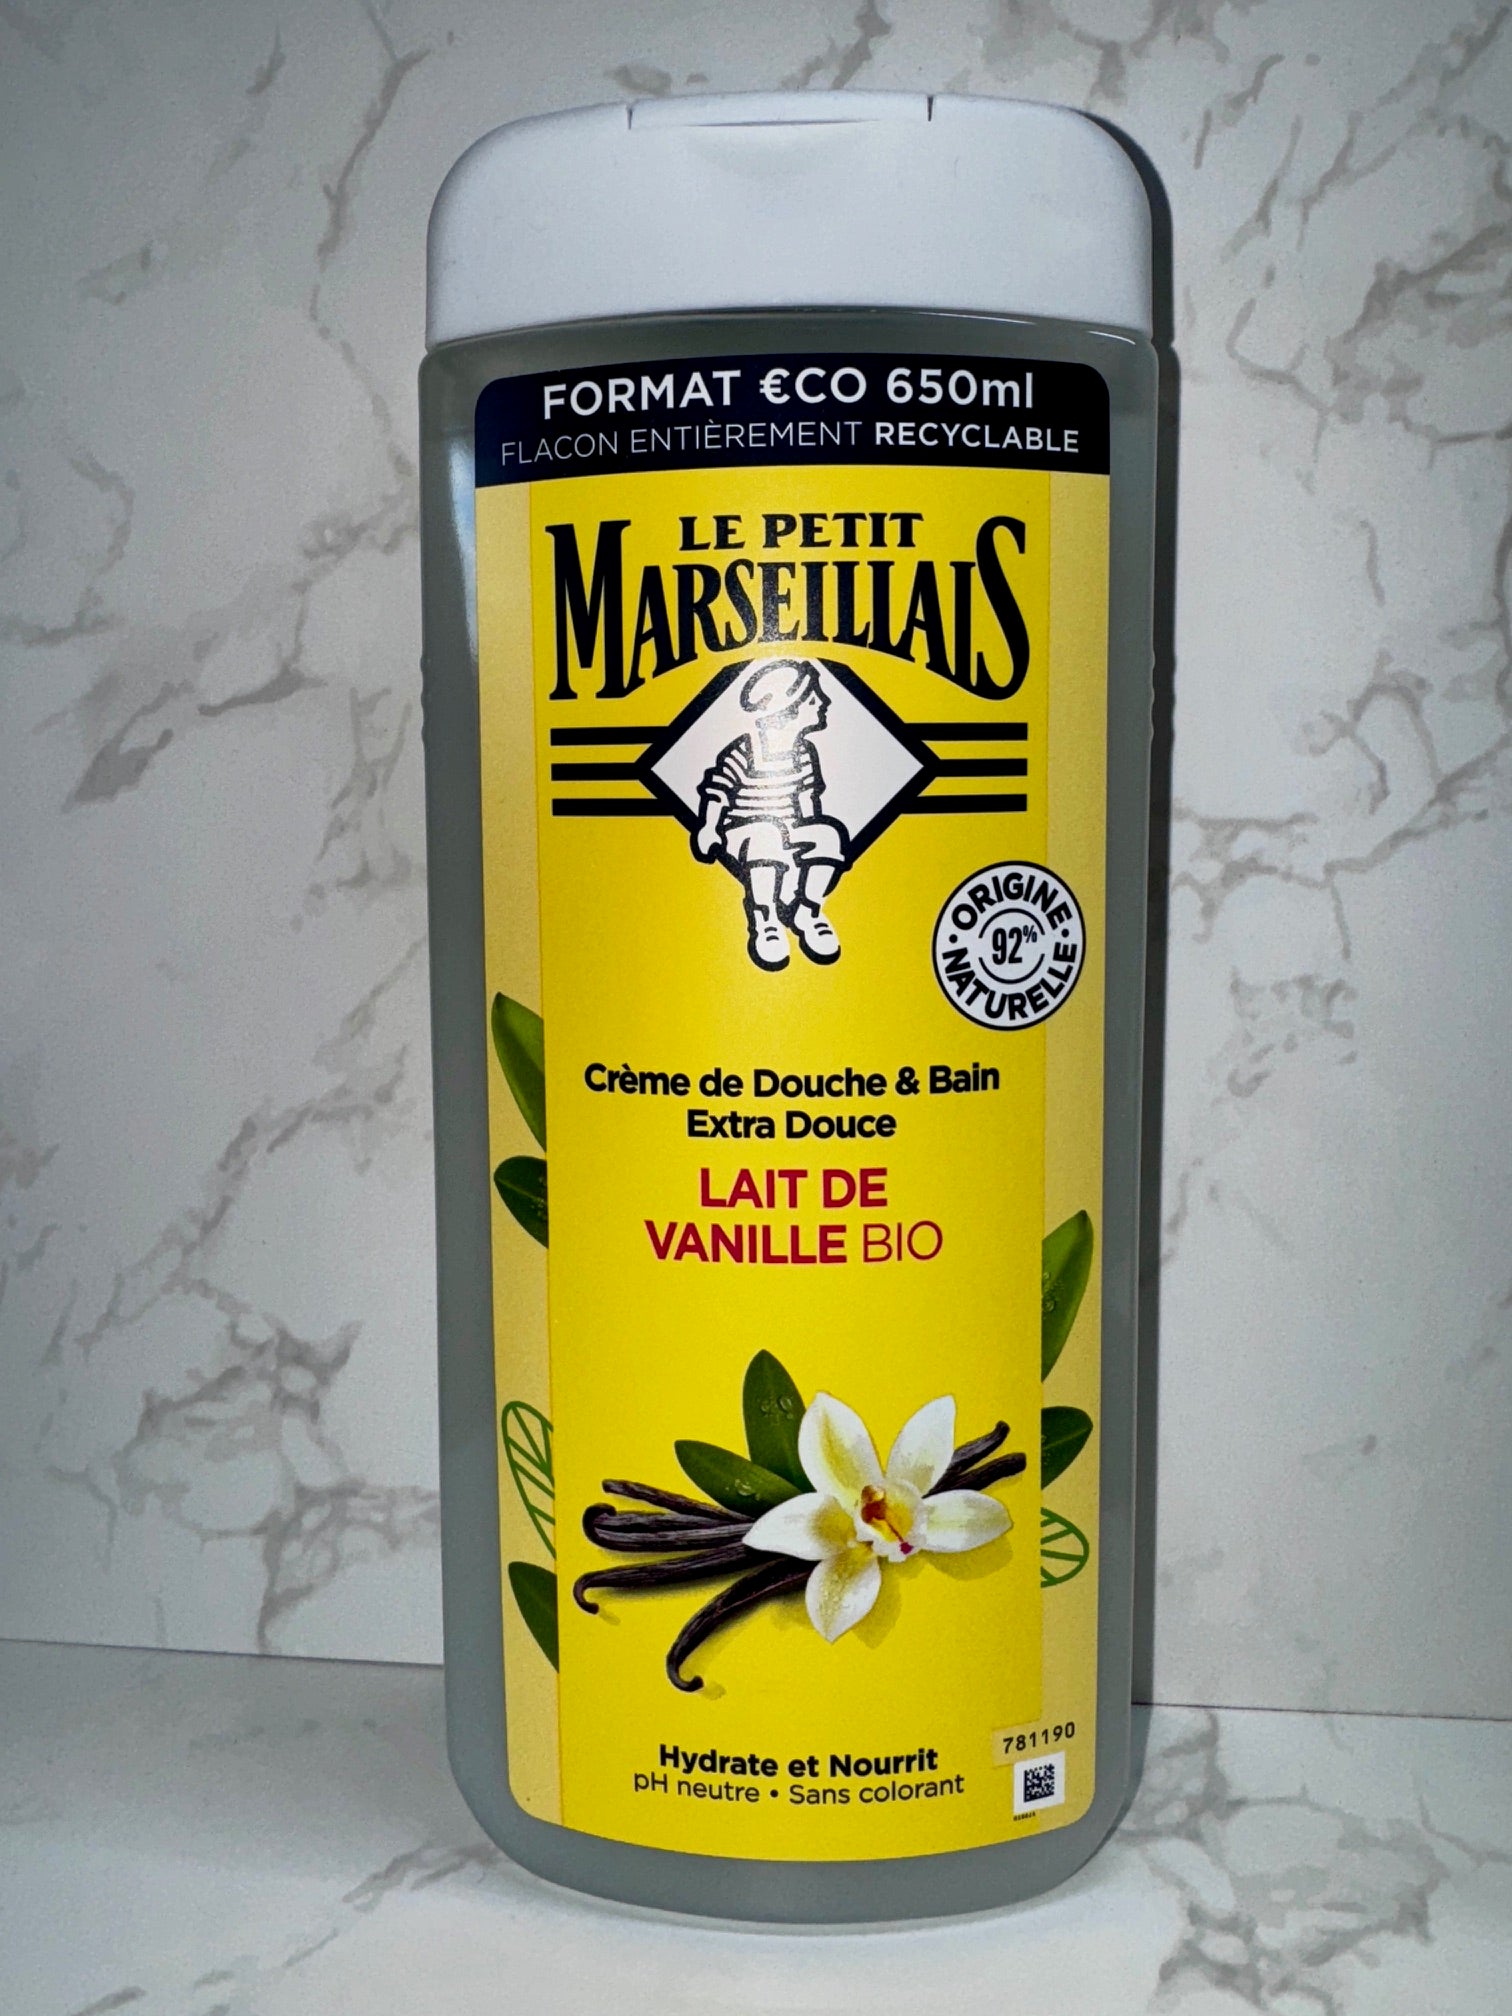 FORMAT €CO 650ml
FLACON ENTIÈREMENT RECYCLABLE
LE PETIT
MARSEILLAIS
ORIGINE
92%
NATURELLE
Crème de Douche & Bain
Extra Douce
LAIT DE
VANILLE BIO
781190
Hydrate et Nourrit
pH neutre • Sans colorant